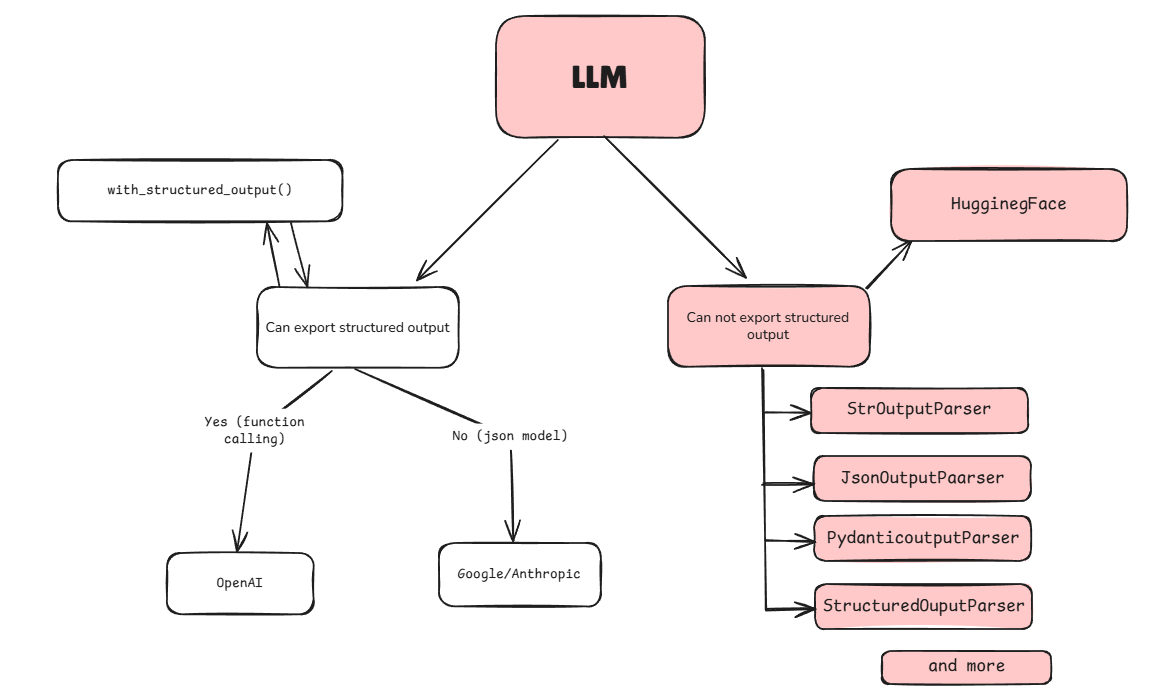 LLM
with_structured_output()
HugginegFace
Can export structured output
Can not export structured
output
Yes (function
calling)
No (json model)
StrOutputParser
JsonOutputPaarser
PydanticoutputParser
OpenAI
Google/Anthropic
StructuredOuputParser
and more